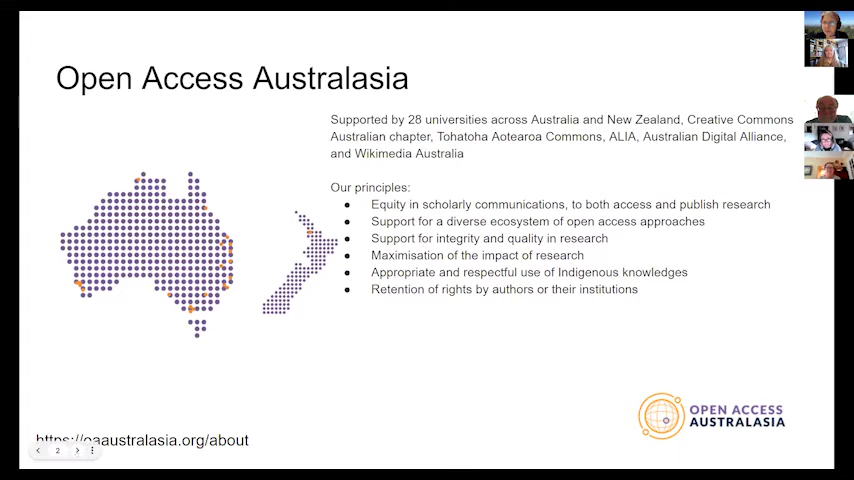 Open Access Australasia
Supported by 28 universities across Australia and New Zealand, Creative Commons
Australian chapter, Tohatoha Aotearoa Commons, ALIA, Australian Digital Alliance,
and Wikimedia Australia
Our principles:
● Equity in scholarly communications, to both access and publish research
● Support for a diverse ecosystem of open access approaches
● Support for integrity and quality in research
● Maximisation of the impact of research
● Appropriate and respectful use of Indigenous knowledges
● Retention of rights by authors or their institutions
OPEN ACCESS
AUSTRALASIA
https://oaaustralasia.org/about
2